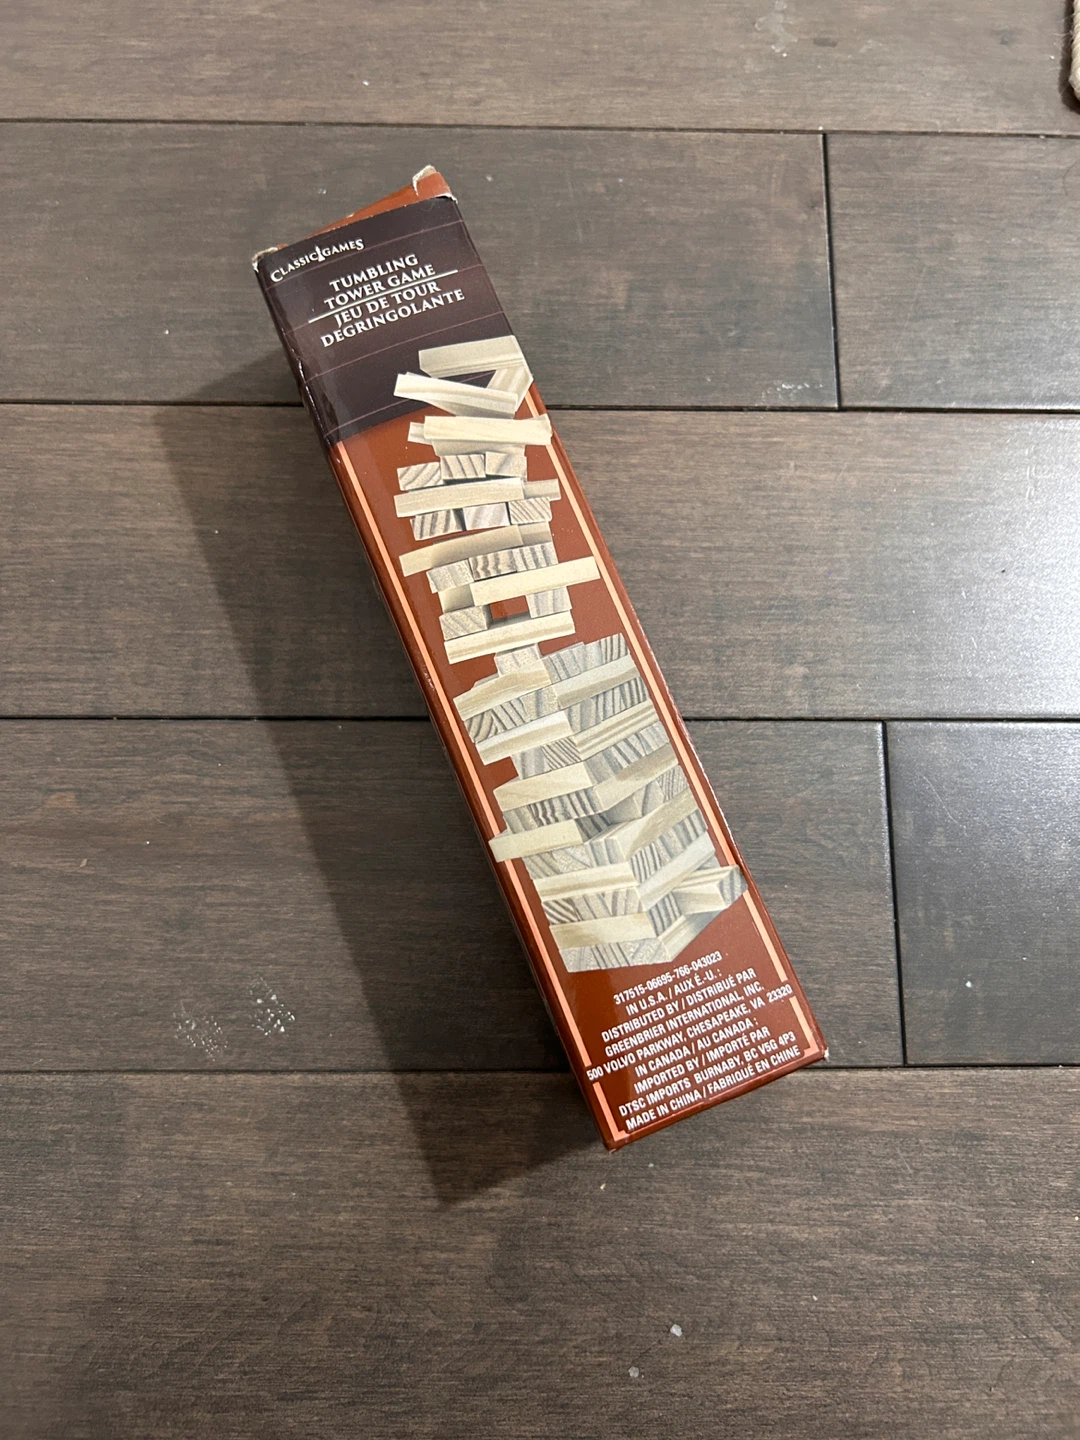 CLASSIC GAMES
TUMBLING
TOWER GAME
JEU DE TOUR
DEGRINGOLANTE
317515-06695-766-043023
IN U.S.A. / AUX É.-U. :
DISTRIBUTED BY / DISTRIBUÉ PAR
GREENBRIER INTERNATIONAL, INC.
500 VOLVO PARKWAY, CHESAPEAKE, VA 23320
IN CANADA / AU CANADA :
IMPORTED BY / IMPORTÉ PAR
DTSC IMPORTS BURNABY, BC V5G 4P3
MADE IN CHINA / FABRIQUÉ EN CHINE